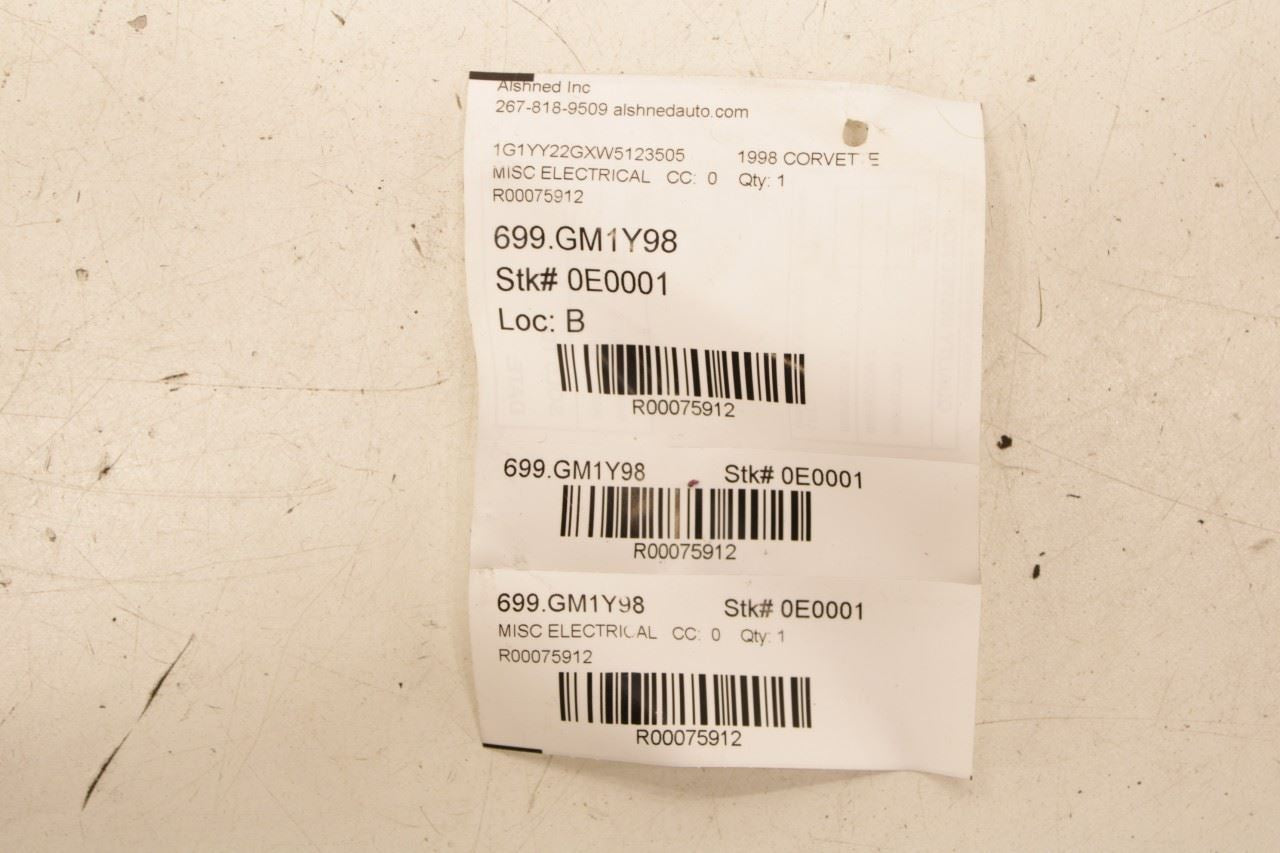 Alshned Inc
267-818-9509 alshnedauto.com
1G1YY22GXW5123505 1998 CORVET E
MISC ELECTRICAL CC: 0 Qty: 1
R00075912
699.GM1Y98
Stk# 0E0001
Loc: B
R00075912
699.GM1Y98 Stk# 0E0001
R00075912
699.GM1Y98 Stk# 0E0001
MISC ELECTRICAL CC: 0 Qty: 1
R00075912
R00075912